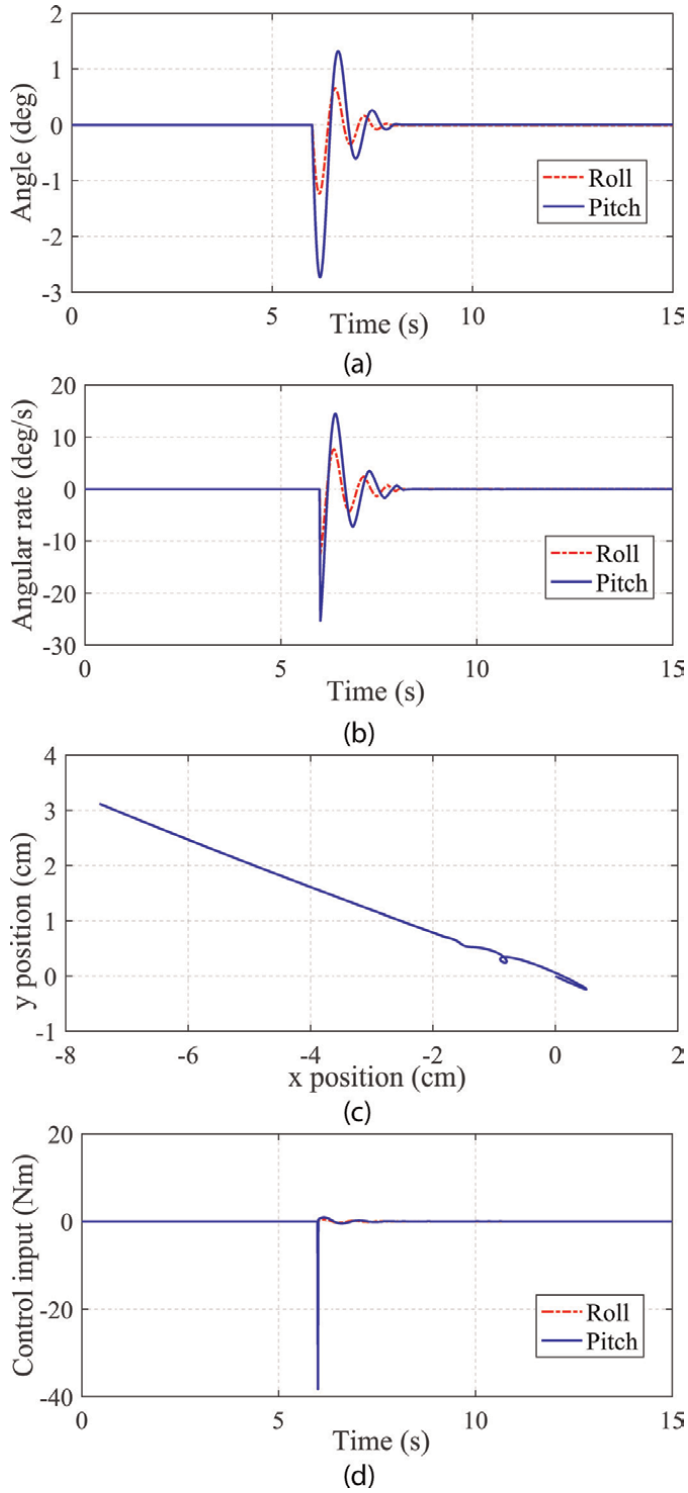 2
1
0
-1
-2
-3
Angle (deg)
Roll
Pitch
0
5
10
15
Time (s)
(a)
20
10
0
-10
-20
-30
Angular rate (deg/s)
Roll
Pitch
0
5
10
15
Time (s)
(b)
4
3
2
1
0
-1
y position (cm)
-8
-6
-4
-2
0
2
x position (cm)
(c)
20
0
-20
-40
Control input (Nm)
Roll
Pitch
0
5
10
15
Time (s)
(d)